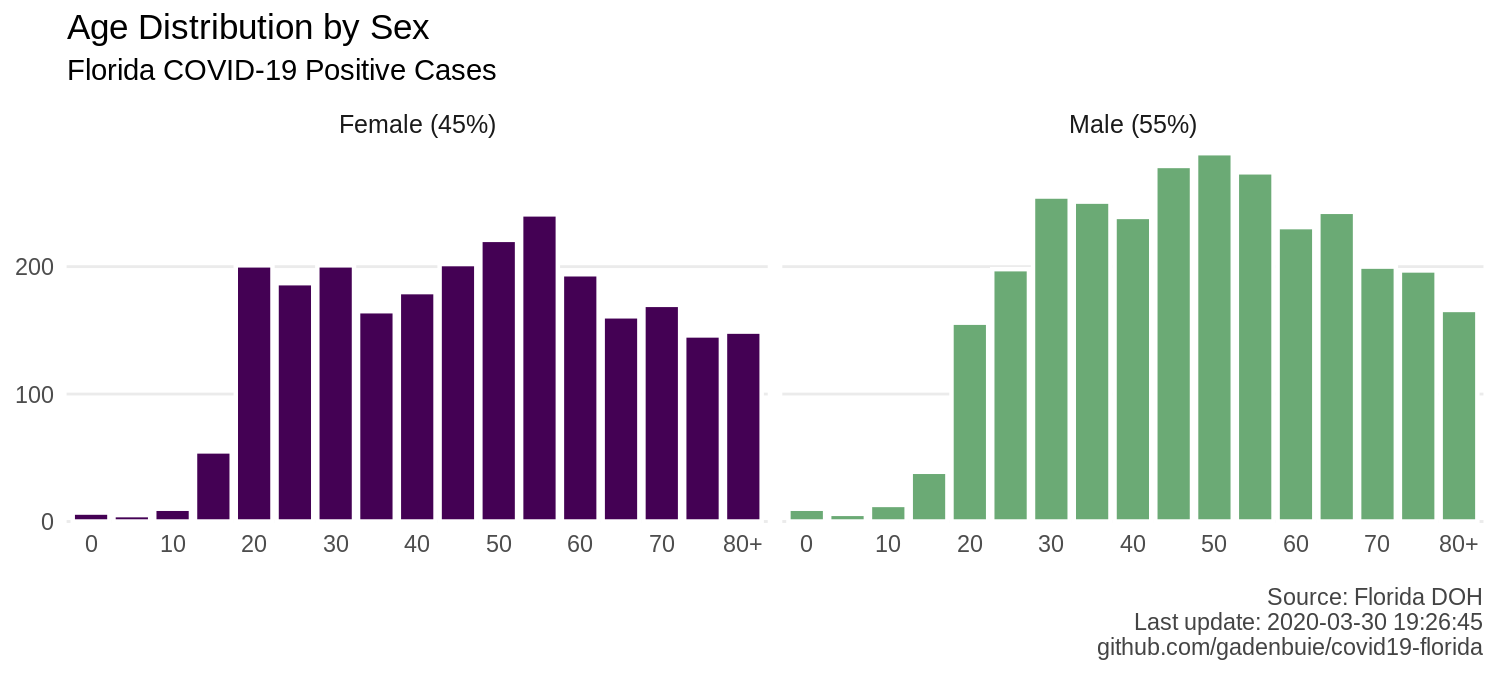 Age Distribution by Sex
Florida COVID-19 Positive Cases
Female (45%)
Male (55%)
200
100
0
0 10 20 30 40 50 60 70 80+
0 10 20 30 40 50 60 70 80+
Source: Florida DOH
Last update: 2020-03-30 19:26:45
github.com/gadenbuie/covid19-florida